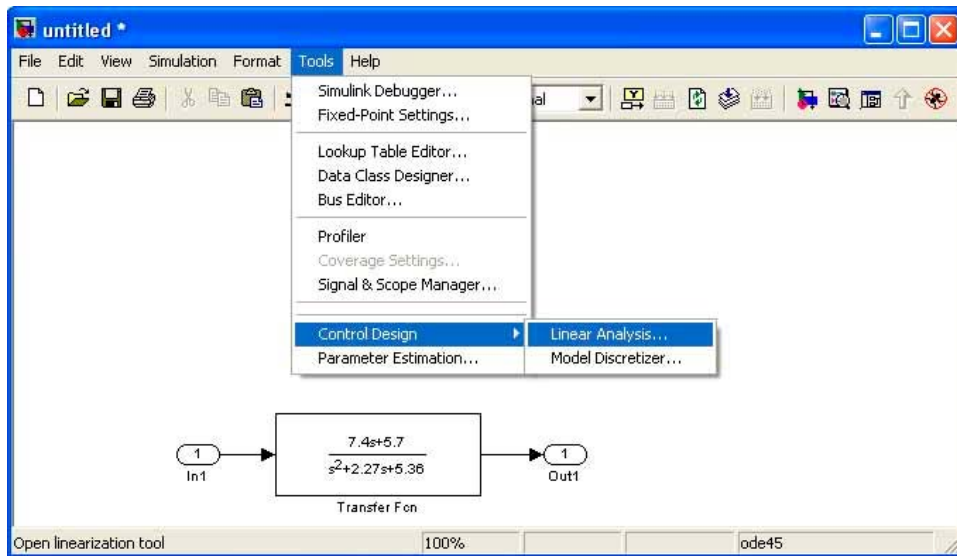 untitled *
File Edit View Simulation Format Tools Help
Simulink Debugger...
Fixed-Point Settings...
Lookup Table Editor...
Data Class Designer...
Bus Editor...
Profiler
Coverage Settings...
Signal & Scope Manager...
Control Design
Linear Analysis...
Parameter Estimation...
Model Discretizer...
1
In1
7.4s+5.7
s²+2.27s+5.36
Transfer Fcn
1
Out1
Open linearization tool 100% ode45